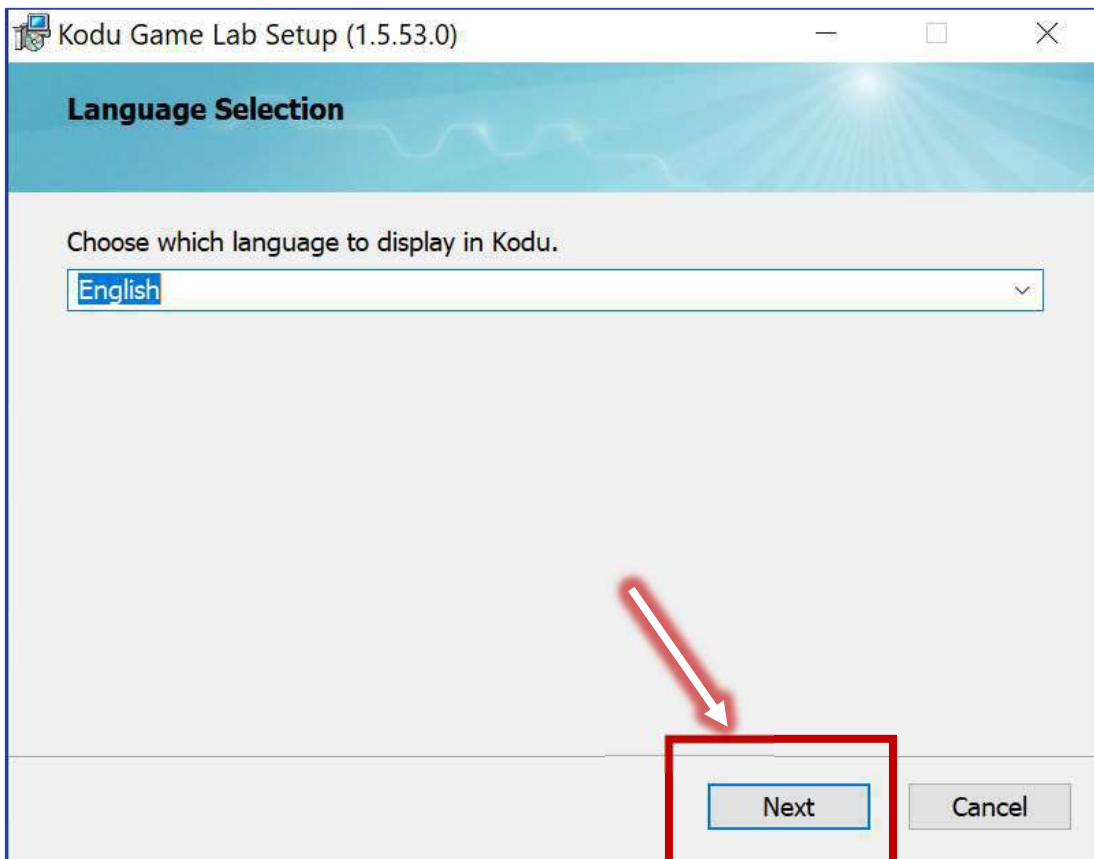 Kodu Game Lab Setup (1.5.53.0)
Language Selection
Choose which language to display in Kodu.
English
Next
Cancel